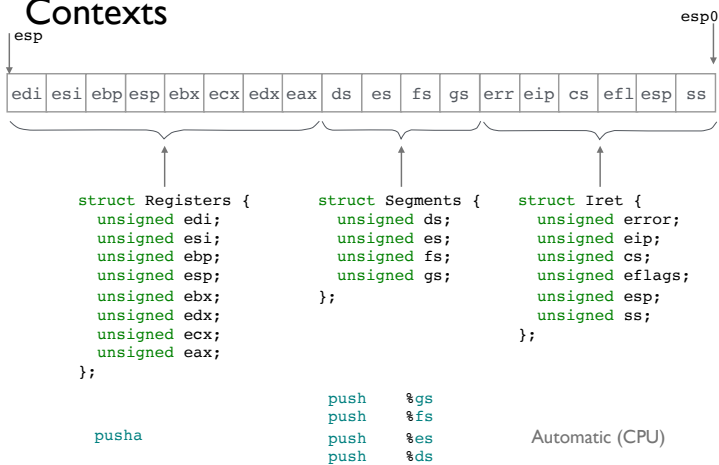 Contexts
esp
esp0
edi esi ebp esp ebx ecx edx eax ds es fs gs err eip cs efl esp ss
struct Registers {
unsigned edi;
unsigned esi;
unsigned ebp;
unsigned esp;
unsigned ebx;
unsigned edx;
unsigned ecx;
unsigned eax;
};
pusha
struct Segments {
unsigned ds;
unsigned es;
unsigned fs;
unsigned gs;
};
push %gs
push %fs
push %es
push %ds
struct Iret {
unsigned error;
unsigned eip;
unsigned cs;
unsigned eflags;
unsigned esp;
unsigned ss;
};
Automatic (CPU)